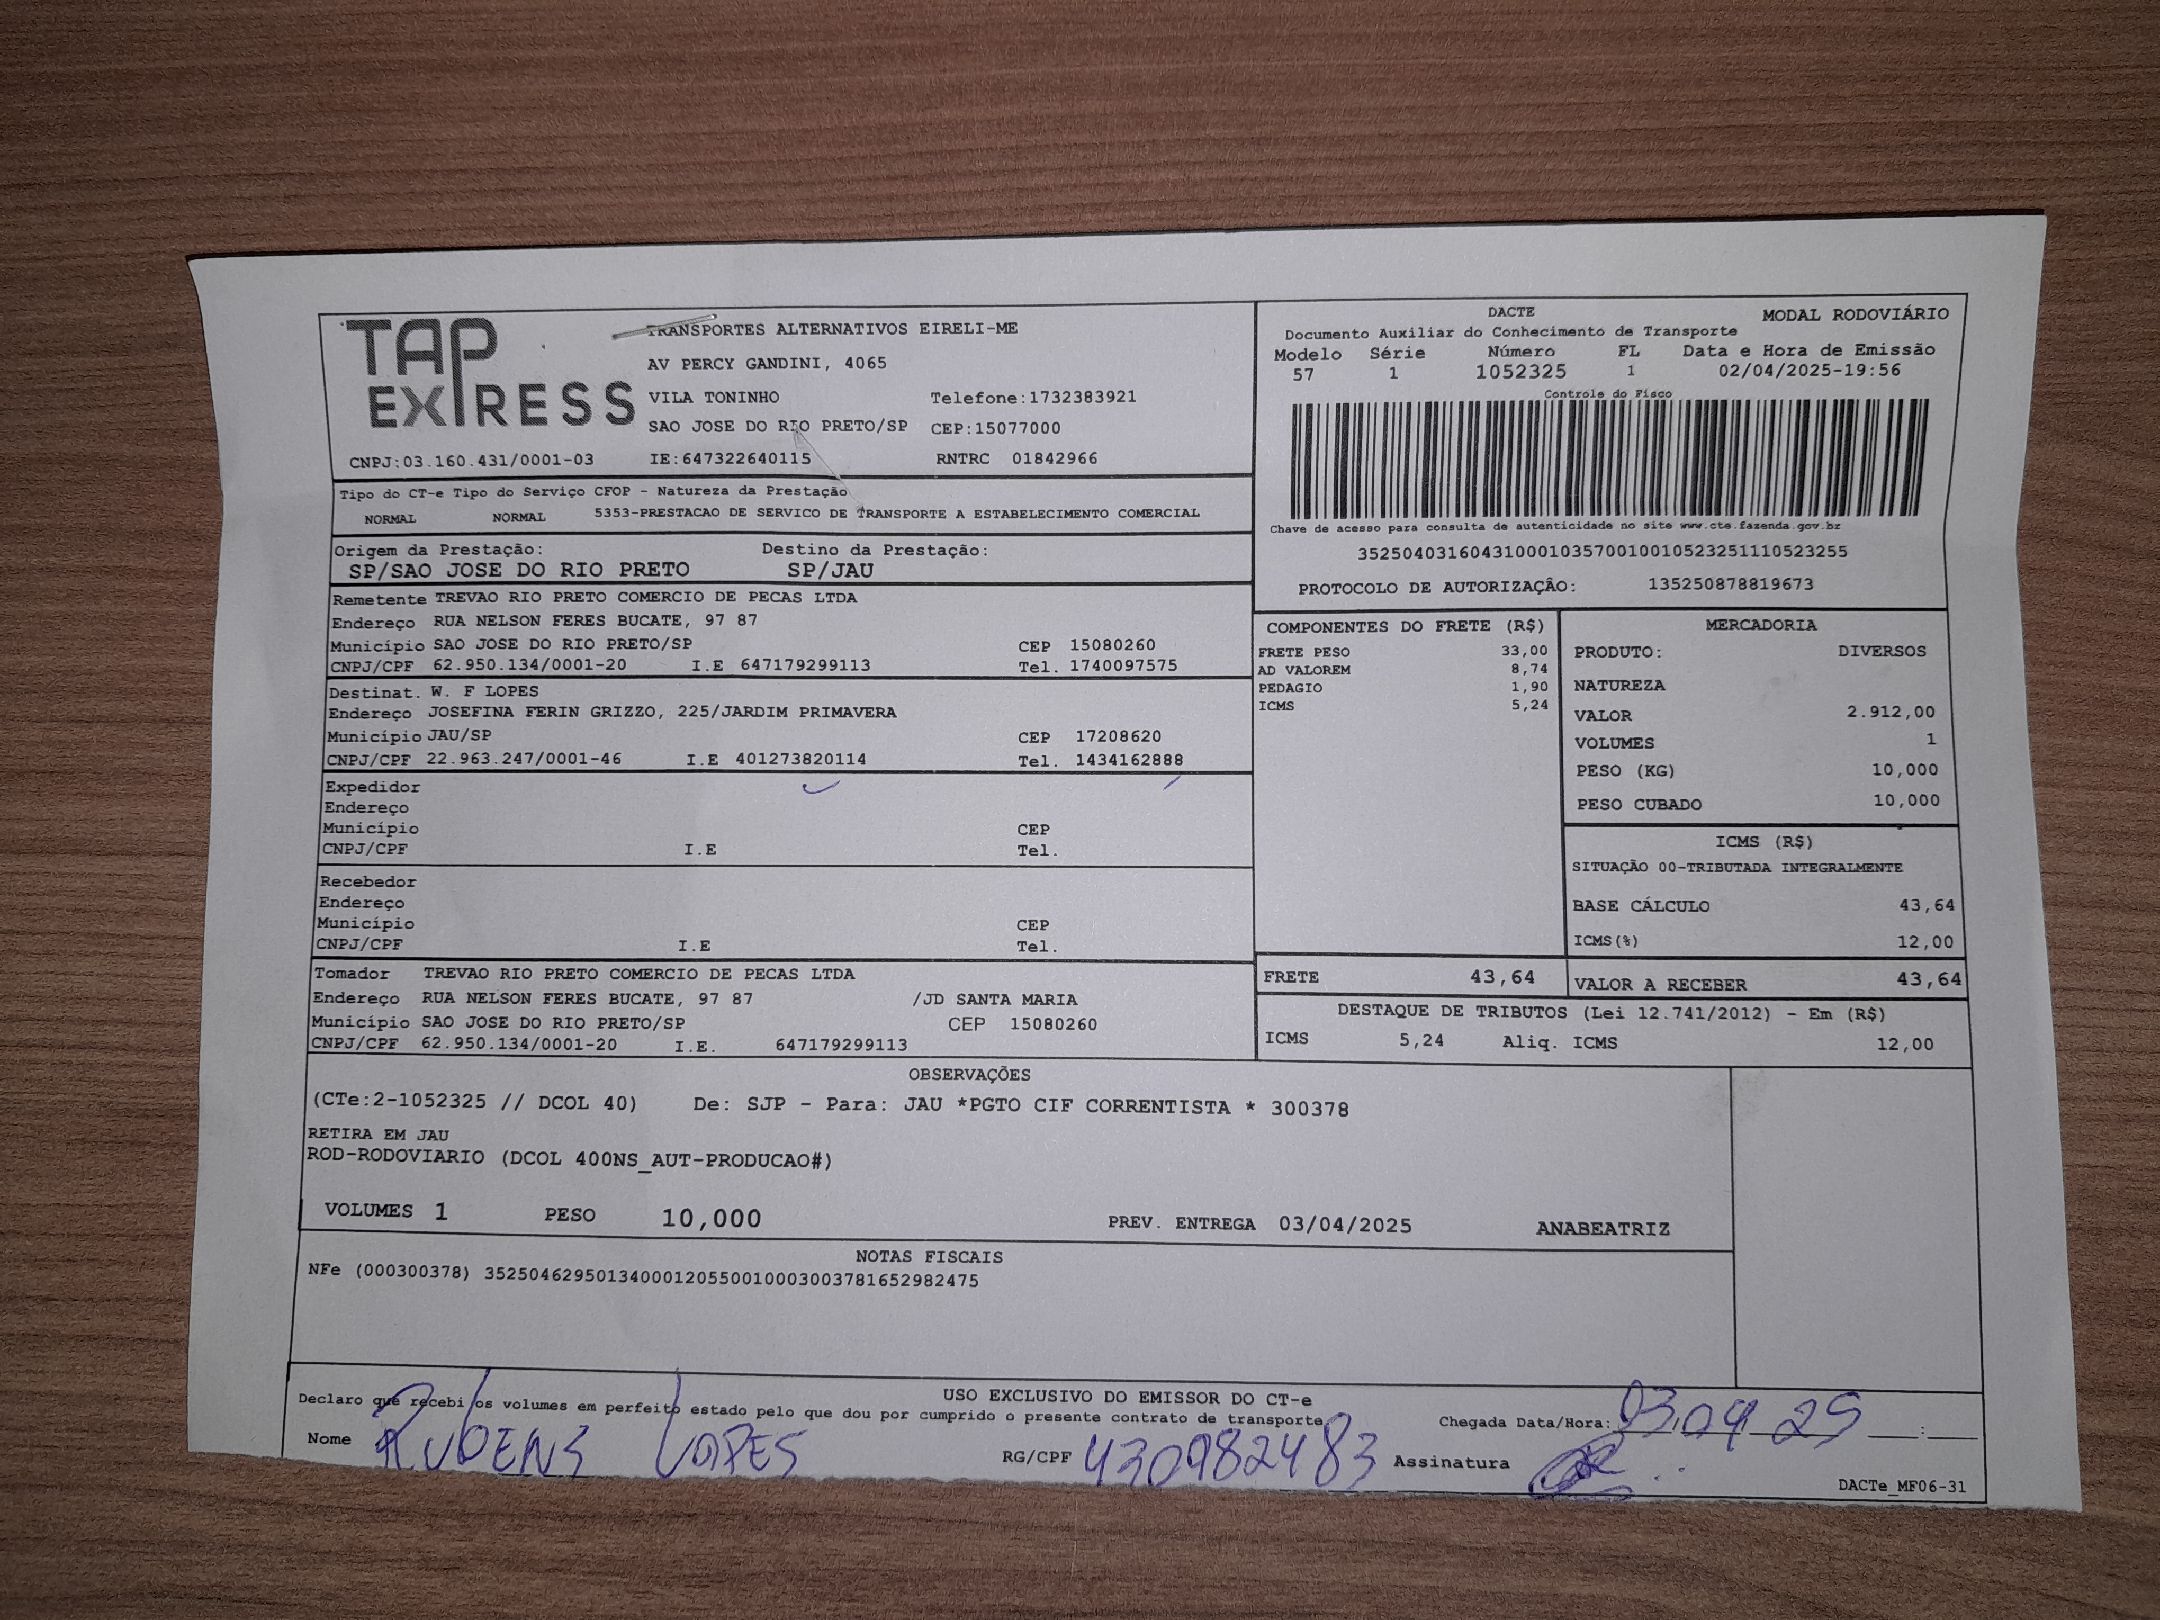 TAP EXPRESS
TRANSPORTES ALTERNATIVOS EIRELI-ME
AV PERCY GANDINI, 4065
VILA TONINHO Telefone:1732383921
SAO JOSE DO RIO PRETO/SP CEP:15077000
CNPJ:03.160.431/0001-03 IE:647322640115 RNTRC 01842966
DACTE MODAL RODOVIÁRIO
Documento Auxiliar do Conhecimento de Transporte
Modelo Série Número FL Data e Hora de Emissão
57 1 1052325 1 02/04/2025-19:56
Controle do Fisco
Chave de acesso para consulta de autenticidade no site www.cte.fazenda.gov.br
35250403160431000103570010010523251110523255
PROTOCOLO DE AUTORIZAÇÃO: 135250878819673
Tipo do CT-e Tipo do Serviço CFOP - Natureza da Prestação
NORMAL NORMAL 5353-PRESTACAO DE SERVICO DE TRANSPORTE A ESTABELECIMENTO COMERCIAL
Origem da Prestação: Destino da Prestação:
SP/SAO JOSE DO RIO PRETO SP/JAU
Remetente TREVAO RIO PRETO COMERCIO DE PECAS LTDA
Endereço RUA NELSON FERES BUCATE, 97 87
Município SAO JOSE DO RIO PRETO/SP CEP 15080260
CNPJ/CPF 62.950.134/0001-20 I.E 647179299113 Tel. 1740097575
Destinat. W. F LOPES
Endereço JOSEFINA FERIN GRIZZO, 225/JARDIM PRIMAVERA
Município JAU/SP CEP 17208620
CNPJ/CPF 22.963.247/0001-46 I.E 401273820114 Tel. 1434162888
Expedidor
Endereço
Município CEP
CNPJ/CPF I.E Tel.
Recebedor
Endereço
Município CEP
CNPJ/CPF I.E Tel.
Tomador TREVAO RIO PRETO COMERCIO DE PECAS LTDA
Endereço RUA NELSON FERES BUCATE, 97 87 /JD SANTA MARIA
Município SAO JOSE DO RIO PRETO/SP CEP 15080260
CNPJ/CPF 62.950.134/0001-20 I.E. 647179299113
COMPONENTES DO FRETE (R$)
FRETE PESO 33,00
AD VALOREM 8,74
PEDAGIO 1,90
ICMS 5,24
MERCADORIA
PRODUTO: DIVERSOS
NATUREZA
VALOR 2.912,00
VOLUMES 1
PESO (KG) 10,000
PESO CUBADO 10,000
ICMS (R$)
SITUAÇÃO 00-TRIBUTADA INTEGRALMENTE
BASE CÁLCULO 43,64
ICMS(%) 12,00
FRETE 43,64 VALOR A RECEBER 43,64
DESTAQUE DE TRIBUTOS (Lei 12.741/2012) - Em (R$)
ICMS 5,24 Aliq. ICMS 12,00
OBSERVAÇÕES
(CTe:2-1052325 // DCOL 40) De: SJP - Para: JAU *PGTO CIF CORRENTISTA * 300378
RETIRA EM JAU
ROD-RODOVIARIO (DCOL 400NS_AUT-PRODUCAO#)
VOLUMES 1 PESO 10,000 PREV. ENTREGA 03/04/2025 ANABEATRIZ
NOTAS FISCAIS
NFe (000300378) 35250462950134000120550010003003781652982475
USO EXCLUSIVO DO EMISSOR DO CT-e
Declaro que recebi os volumes em perfeito estado pelo que dou por cumprido o presente contrato de transporte
Chegada Data/Hora: 03.04 25 ____:____
Nome RUBENS LOPES RG/CPF 430982483 Assinatura
DACTe_MF06-31